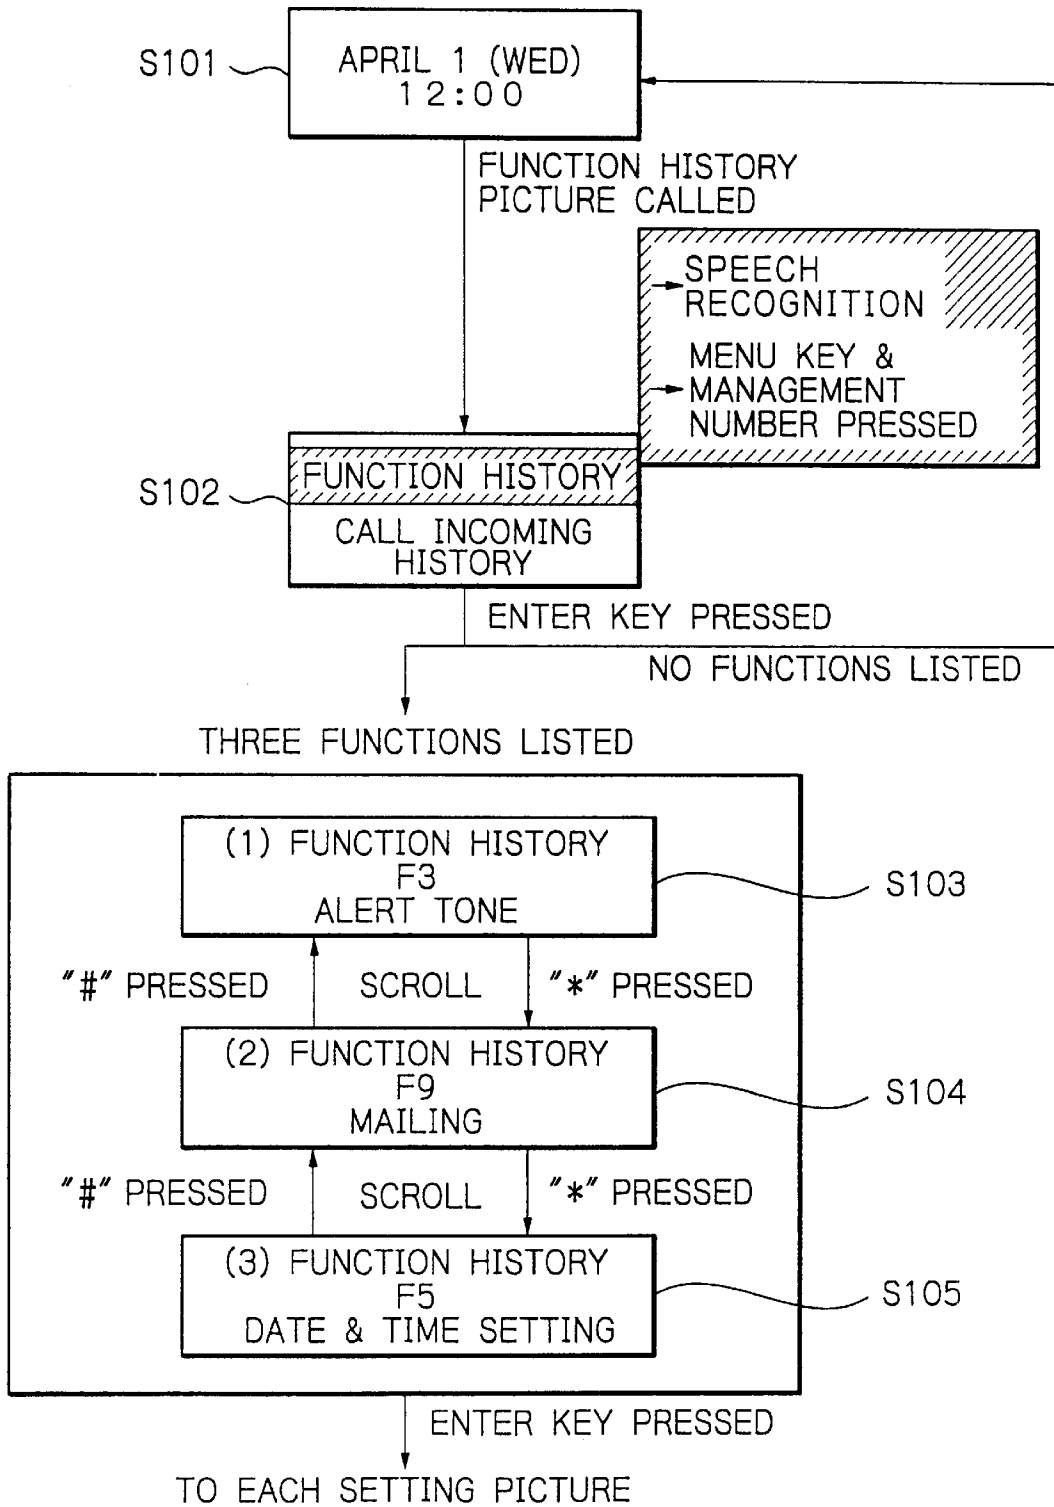 S101
APRIL 1 (WED)
12:00
FUNCTION HISTORY
PICTURE CALLED
SPEECH
RECOGNITION
MENU KEY &
MANAGEMENT
NUMBER PRESSED
S102
FUNCTION HISTORY
CALL INCOMING
HISTORY
ENTER KEY PRESSED
NO FUNCTIONS LISTED
THREE FUNCTIONS LISTED
(1) FUNCTION HISTORY
F3
ALERT TONE
S103
"#" PRESSED
SCROLL
"*" PRESSED
(2) FUNCTION HISTORY
F9
MAILING
S104
"#" PRESSED
SCROLL
"*" PRESSED
(3) FUNCTION HISTORY
F5
DATE & TIME SETTING
S105
ENTER KEY PRESSED
TO EACH SETTING PICTURE